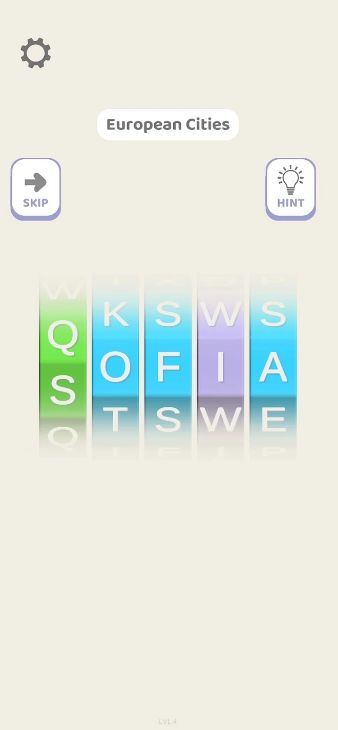 European Cities
SKIP
HINT
W
Q K S W S
S O F I A
Q T S W E
LVL 4